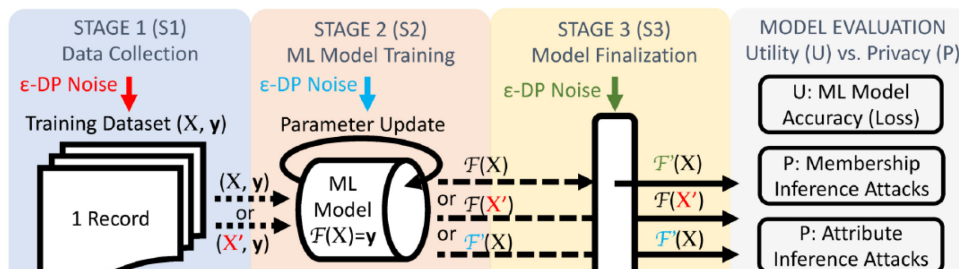 STAGE 1 (S1)
Data Collection
ε-DP Noise
Training Dataset (X, y)
1 Record
(X, y)
or
(X’, y)
STAGE 2 (S2)
ML Model Training
ε-DP Noise
Parameter Update
ML
Model
ℱ(X)=y
ℱ(X)
or ℱ(X’)
or
ℱ’(X)
STAGE 3 (S3)
Model Finalization
ε-DP Noise
ℱ’(X)
ℱ(X’)
ℱ’(X)
MODEL EVALUATION
Utility (U) vs. Privacy (P)
U: ML Model
Accuracy (Loss)
P: Membership
Inference Attacks
P: Attribute
Inference Attacks